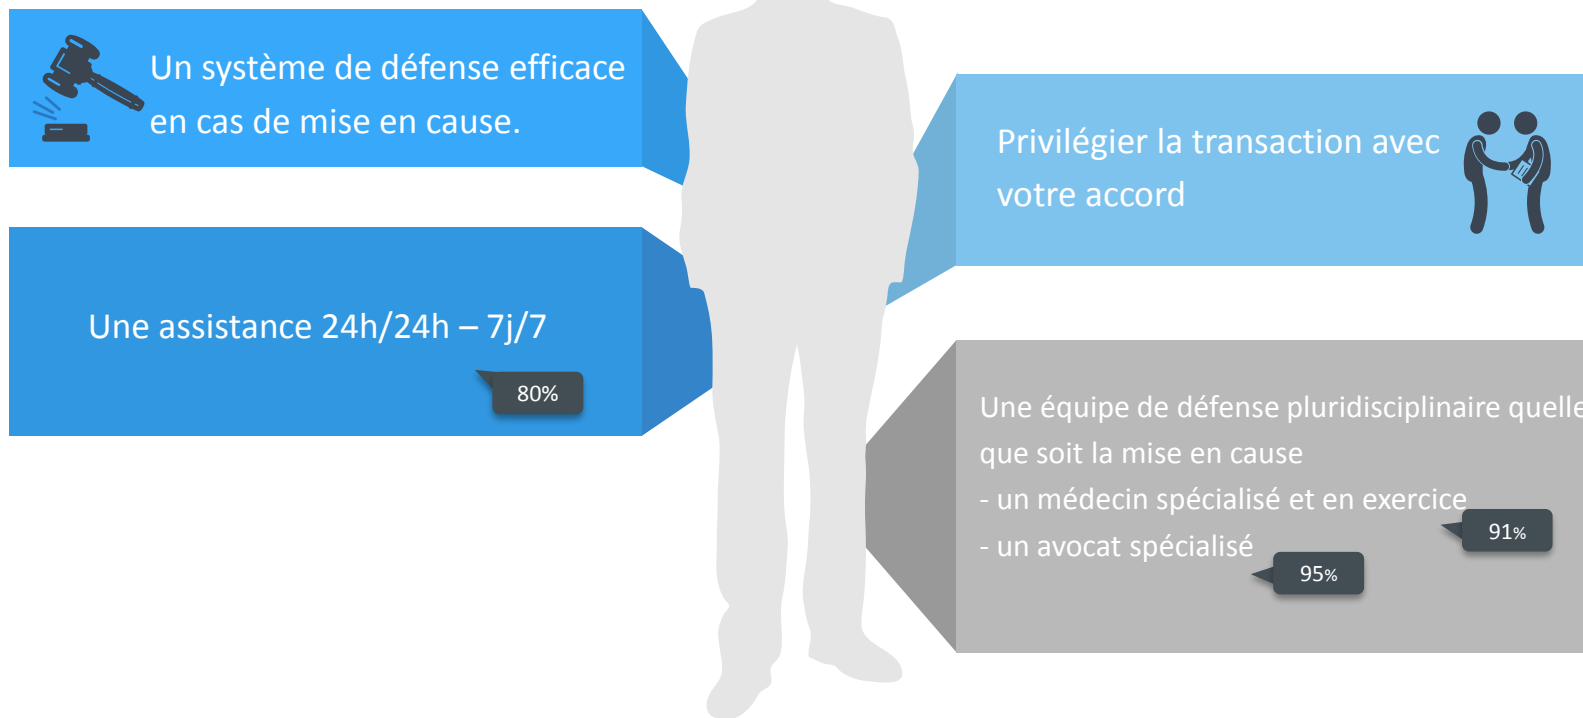 Un système de défense efficace
en cas de mise en cause.
Privilégier la transaction avec
votre accord
Une assistance 24h/24h – 7j/7
80%
Une équipe de défense pluridisciplinaire quelle
que soit la mise en cause
- un médecin spécialisé et en exercice
91%
- un avocat spécialisé
95%